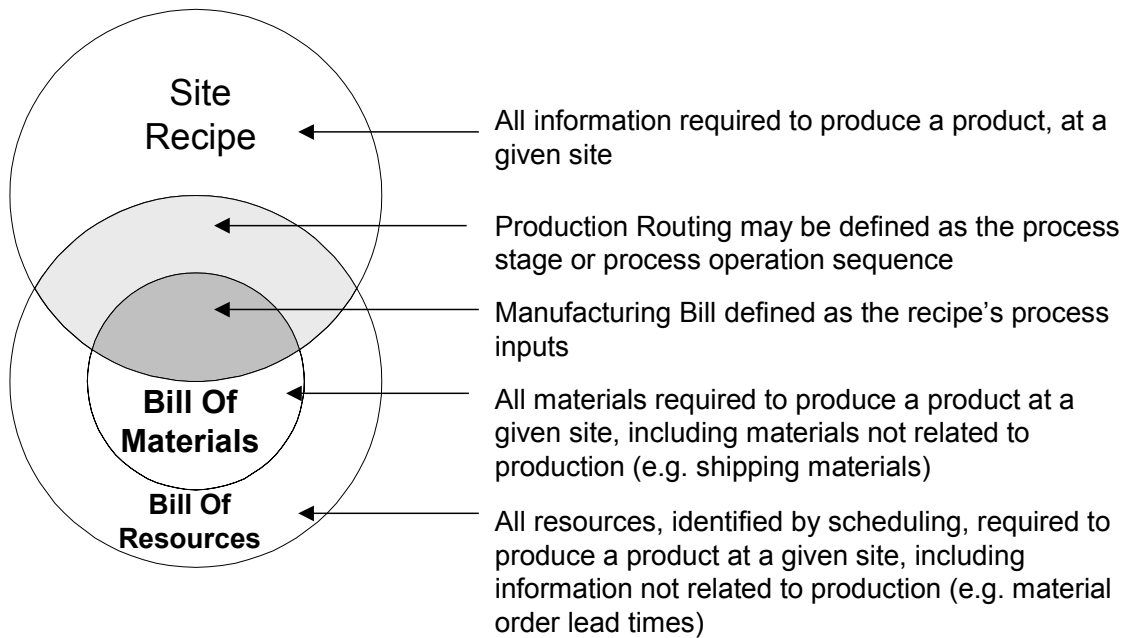 Site
Recipe
All information required to produce a product, at a
given site
Production Routing may be defined as the process
stage or process operation sequence
Manufacturing Bill defined as the recipe’s process
inputs
Bill Of
Materials
All materials required to produce a product at a
given site, including materials not related to
production (e.g. shipping materials)
Bill Of
Resources
All resources, identified by scheduling, required to
produce a product at a given site, including
information not related to production (e.g. material
order lead times)